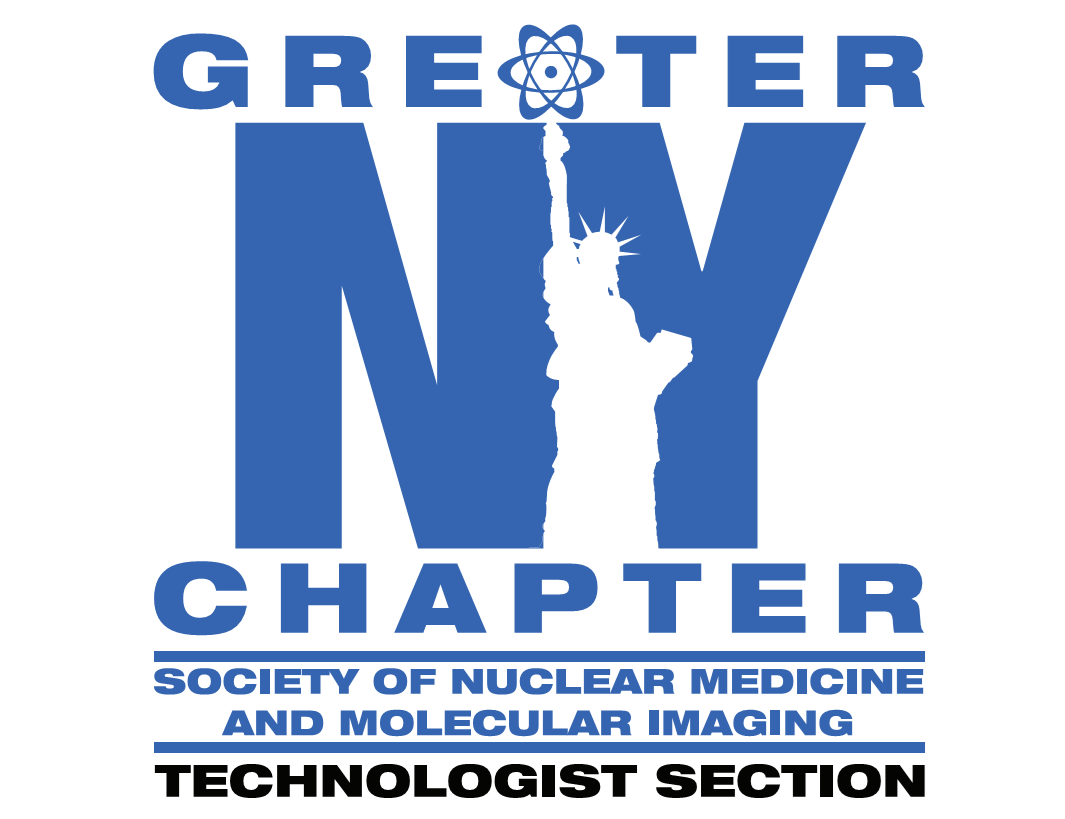 GREATER
NY
CHAPTER
SOCIETY OF NUCLEAR MEDICINE
AND MOLECULAR IMAGING
TECHNOLOGIST SECTION